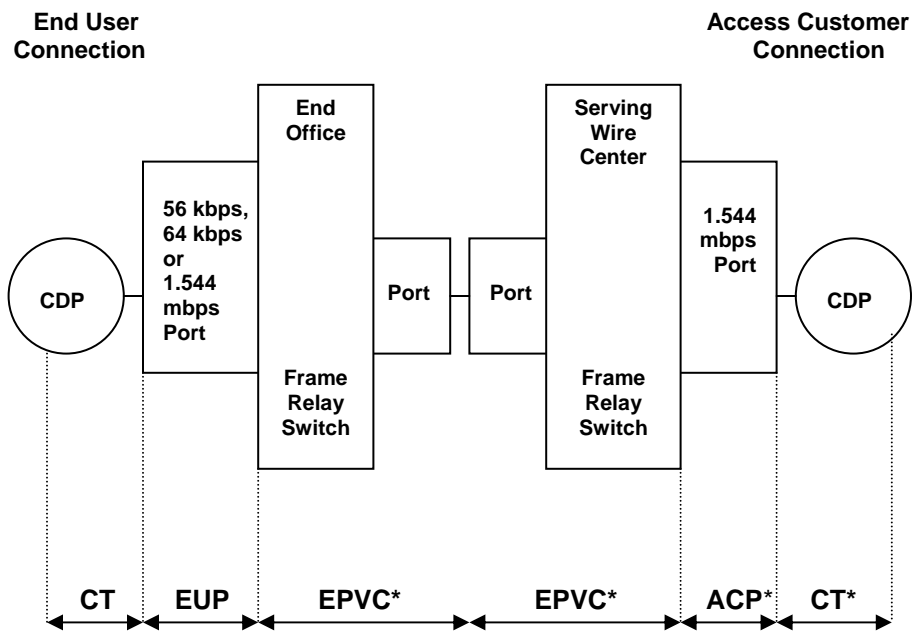 End User
Connection
Access Customer
Connection
End
Office
Serving
Wire
Center
56 kbps,
64 kbps
or
1.544
mbps
Port
1.544
mbps
Port
CDP
Port
Port
CDP
Frame
Relay
Switch
Frame
Relay
Switch
CT
EUP
EPVC*
EPVC*
ACP*
CT*